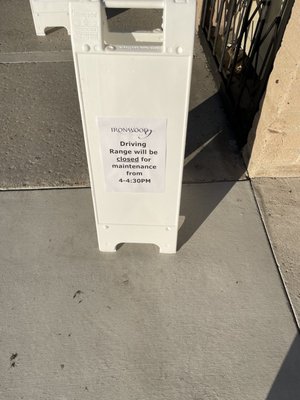 IRONWOOD
Driving
Range will be
closed for
maintenance
from
4-4:30PM